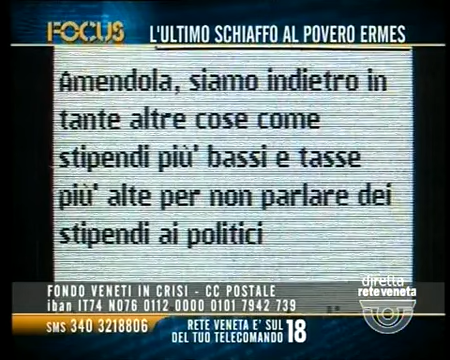 FOCUS
L'ULTIMO SCHIAFFO AL POVERO ERMES
Amendola, siamo indietro in
tante altre cose come
stipendi più' bassi e tasse
più' alte per non parlare dei
stipendi ai politici
FONDO VENETI IN CRISI - CC POSTALE
iban IT74 N076 0112 0000 0101 7942 739
diretta
reteveneta
SMS 340 3218806
RETE VENETA E' SUL
DEL TUO TELECOMANDO 18